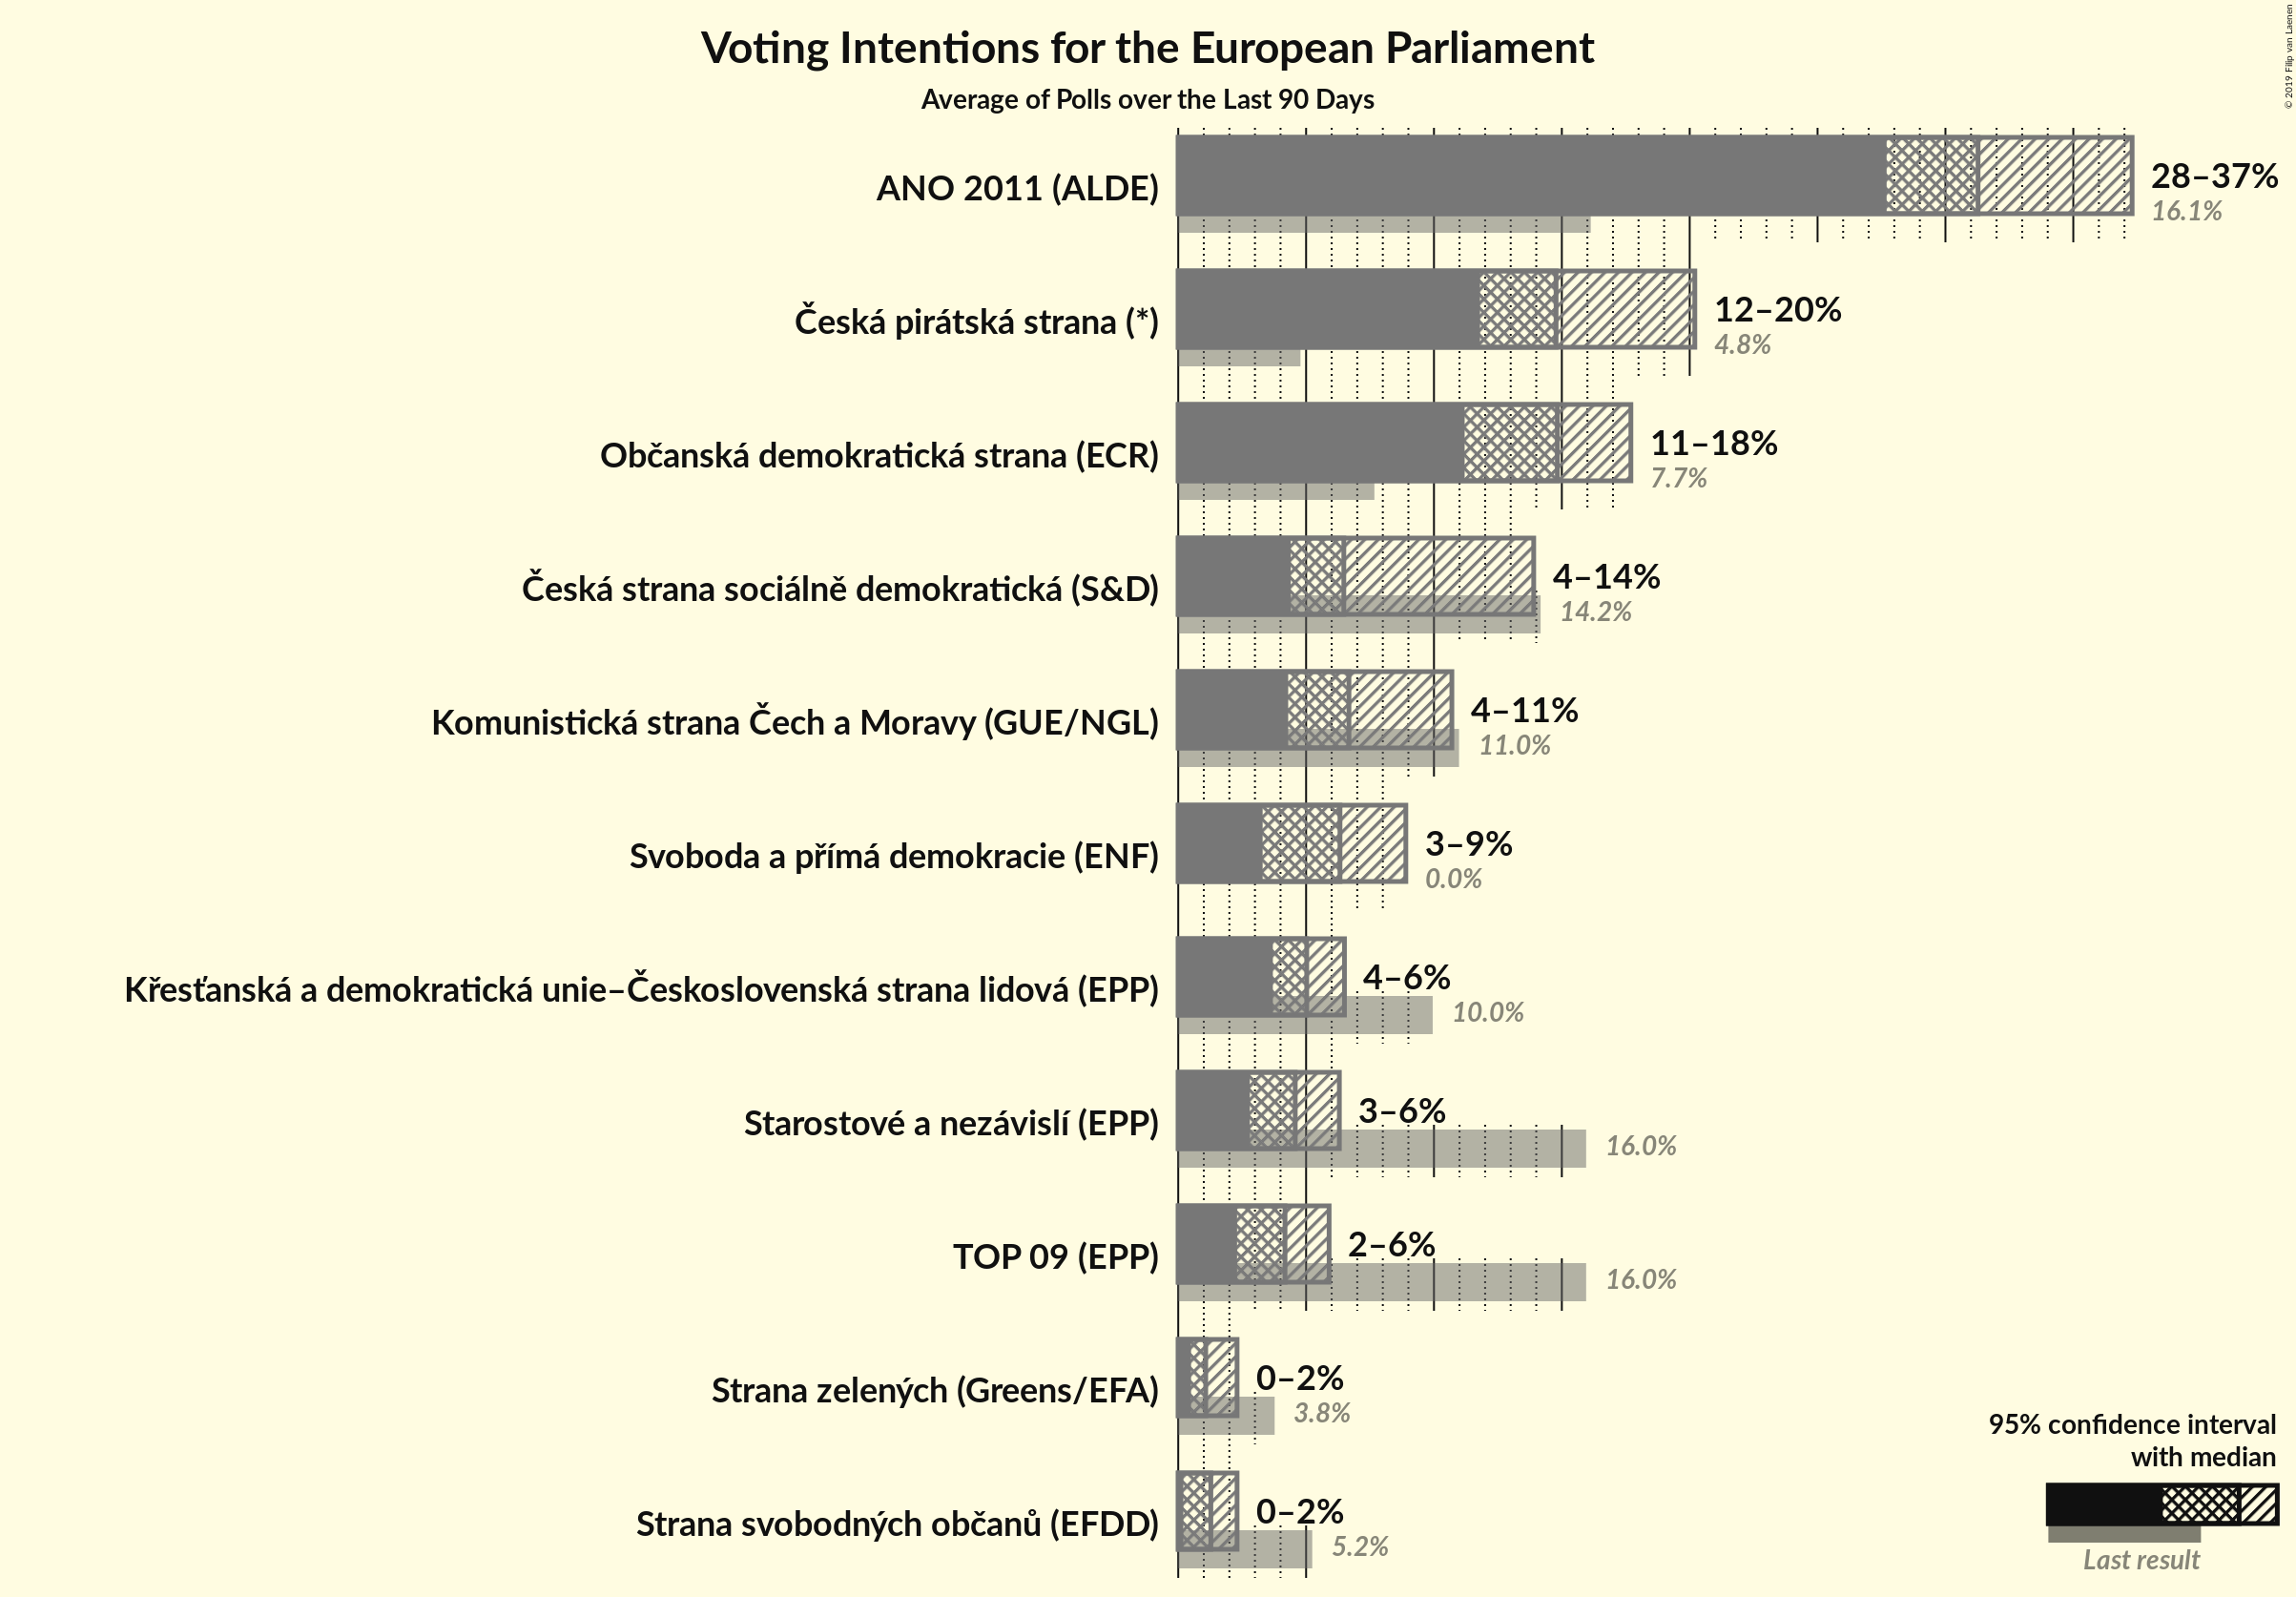 © 2019 Filip van Laenen
Voting Intentions for the European Parliament
Average of Polls over the Last 90 Days
ANO 2011 (ALDE)
28–37%
16.1%
Česká pirátská strana (*)
12–20%
4.8%
Občanská demokratická strana (ECR)
11–18%
7.7%
Česká strana sociálně demokratická (S&D)
4–14%
14.2%
Komunistická strana Čech a Moravy (GUE/NGL)
4–11%
11.0%
Svoboda a přímá demokracie (ENF)
3–9%
0.0%
Křesťanská a demokratická unie–Československá strana lidová (EPP)
4–6%
10.0%
Starostové a nezávislí (EPP)
3–6%
16.0%
TOP 09 (EPP)
2–6%
16.0%
Strana zelených (Greens/EFA)
0–2%
3.8%
Strana svobodných občanů (EFDD)
0–2%
5.2%
95% confidence interval
with median
Last result